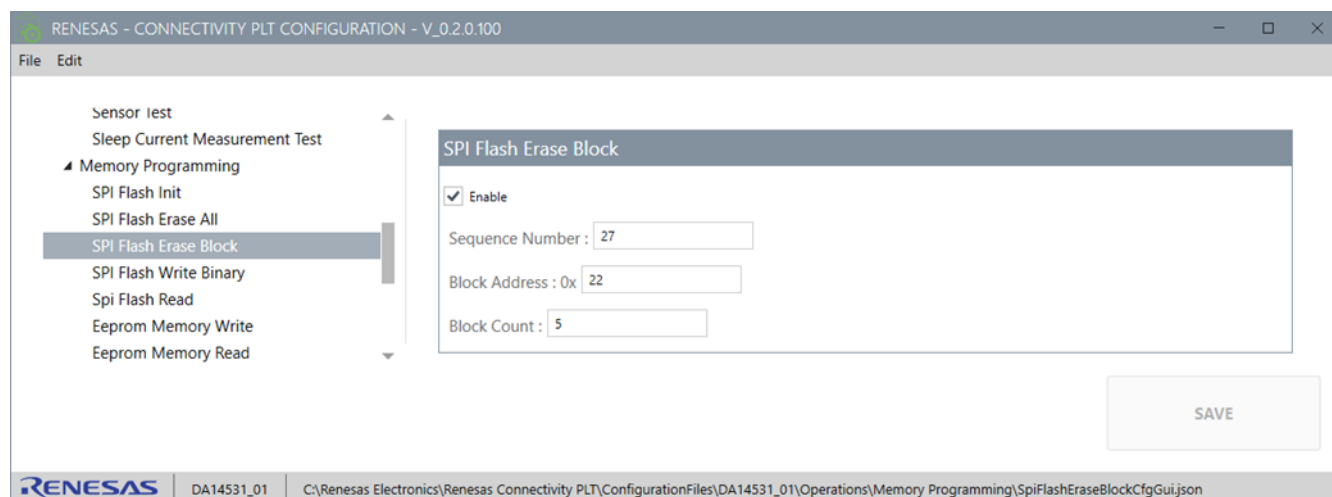 RENESAS - CONNECTIVITY PLT CONFIGURATION - V_0.2.0.100
File Edit
Sensor Test
Sleep Current Measurement Test
Memory Programming
SPI Flash Init
SPI Flash Erase All
SPI Flash Erase Block
SPI Flash Write Binary
Spi Flash Read
Eeprom Memory Write
Eeprom Memory Read
SPI Flash Erase Block
Enable
Sequence Number : 27
Block Address : 0x 22
Block Count : 5
SAVE
RENESAS DA14531_01 C:\Renesas Electronics\Renesas Connectivity PLT\ConfigurationFiles\DA14531_01\Operations\Memory Programming\SpiFlashEraseBlockCfgGui.json